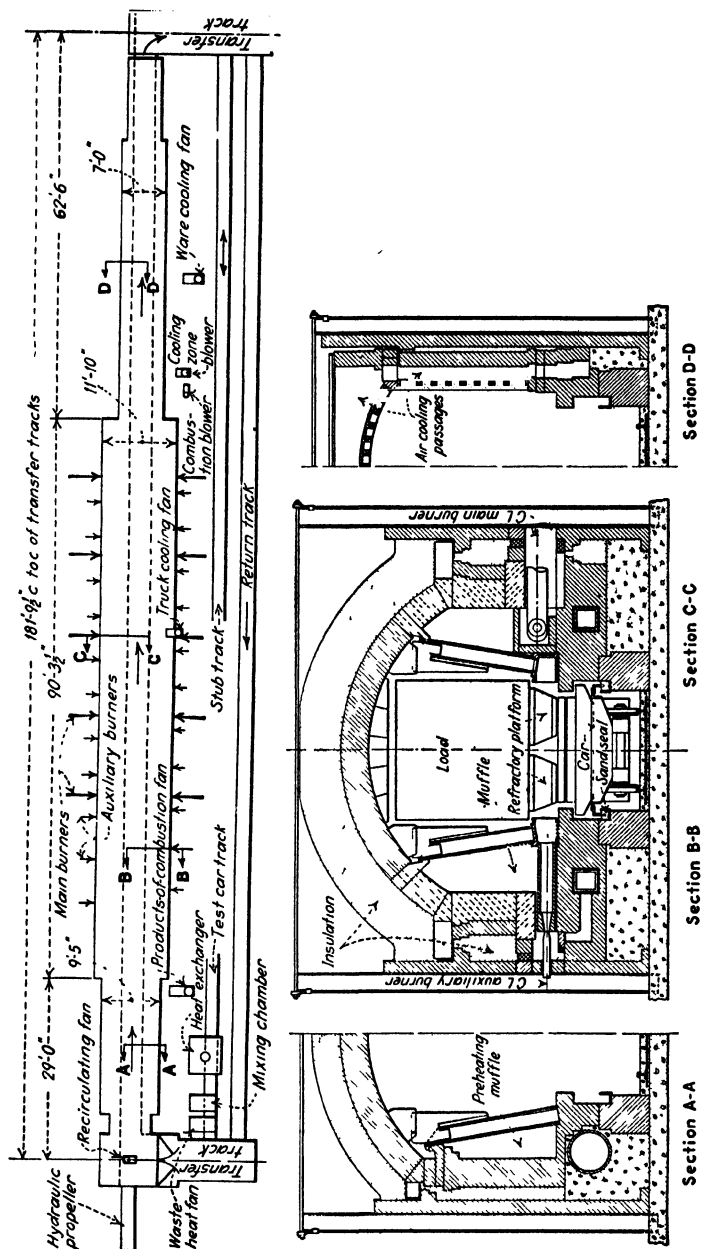 181'-9½" c to c of transfer tracks
29'-0"
90'-3½"
62'-6"
Hydraulic
propeller
Recirculating fan
9'-5"
Main burners
Auxiliary burners
11'-10"
7'-0"
Transfer
track
A
A
B
B
C
C
D
D
Products of combustion fan
Truck cooling fan
Combus-
tion blower
Cooling
zone
blower
Ware cooling fan
Waste
heat fan
Transfer
track
Heat exchanger
Mixing chamber
Test car track
Stub track
Return track
Preheating
muffle
Section A-A
Insulation
CL auxiliary burner
Load
Muffle
Refractory platform
Car
Sand seal
CL main burner
Section B-B
Section C-C
Air cooling
passages
Section D-D